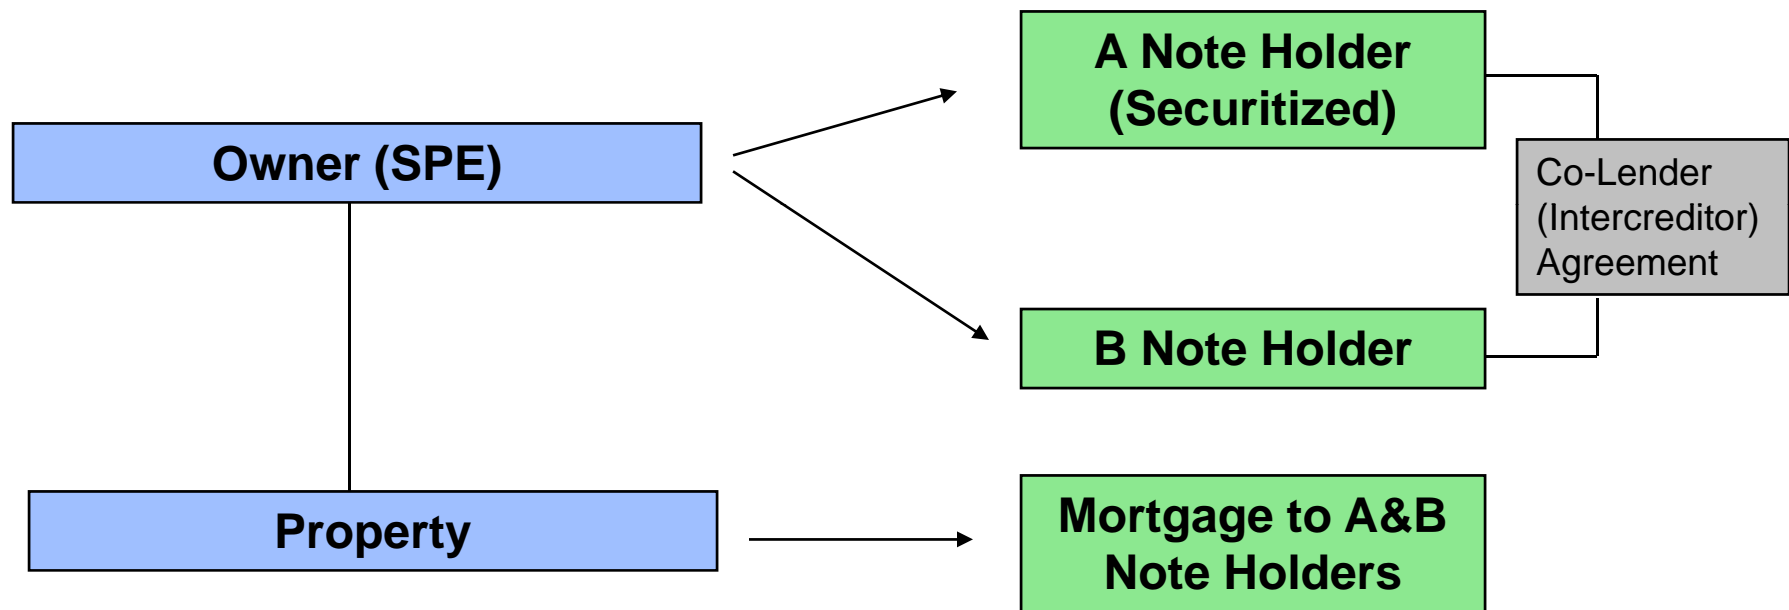 A Note Holder
(Securitized)
Owner (SPE)
Co-Lender
(Intercreditor)
Agreement
B Note Holder
Property
Mortgage to A&B
Note Holders